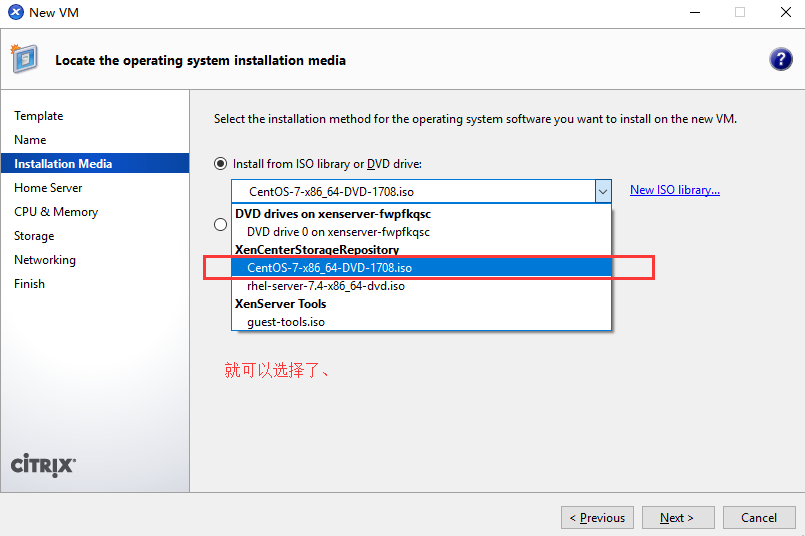 New VM
Locate the operating system installation media
?
Template
Name
Installation Media
Home Server
CPU & Memory
Storage
Networking
Finish
Select the installation method for the operating system software you want to install on the new VM.
Install from ISO library or DVD drive:
CentOS-7-x86_64-DVD-1708.iso
New ISO library...
DVD drives on xenserver-fwpfkqsc
DVD drive 0 on xenserver-fwpfkqsc
XenCenterStorageRepository
CentOS-7-x86_64-DVD-1708.iso
rhel-server-7.4-x86_64-dvd.iso
XenServer Tools
guest-tools.iso
就可以选择了、
CİTRIX
< Previous
Next >
Cancel